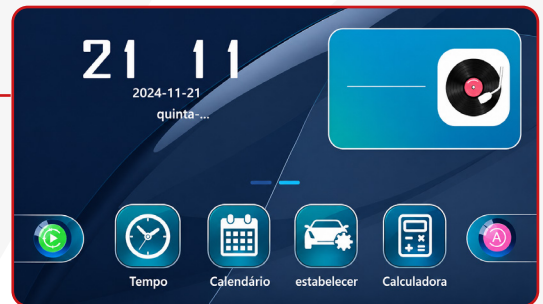 21 11
2024-11-21
quinta-...
Tempo
Calendário
estabelecer
Calculadora
A